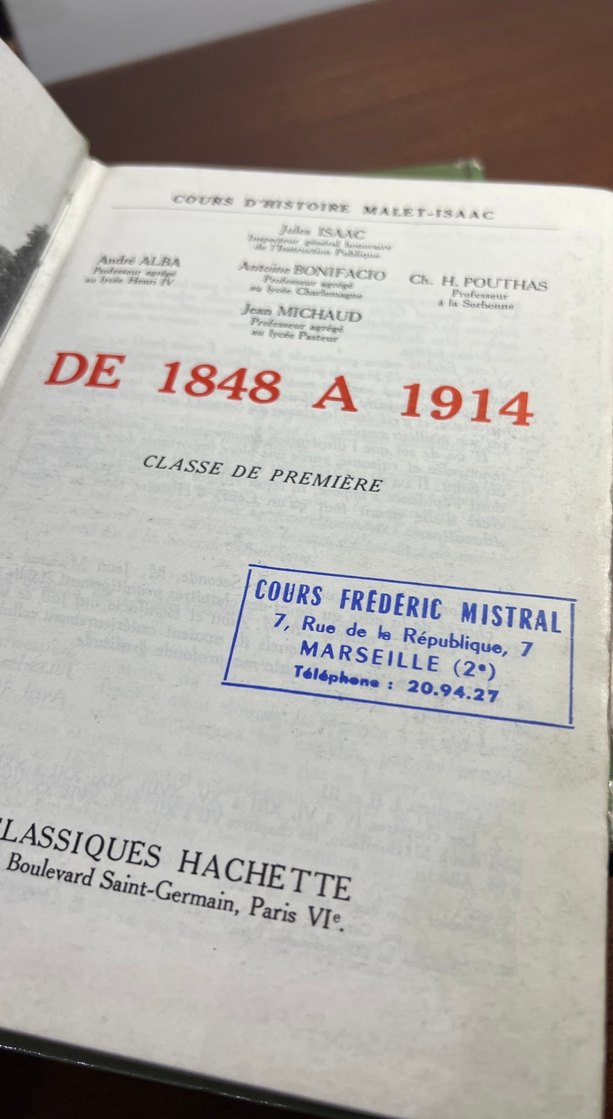 COURS D'HISTOIRE MALET-ISAAC
Jules ISAAC
Inspecteur général honoraire
de l'Instruction Publique
André ALBA
Professeur agrégé
au lycée Henri IV
Antoine BONIFACIO
Professeur agrégé
au lycée Charlemagne
Ch. H. POUTHAS
Professeur
à la Sorbonne
Jean MICHAUD
Professeur agrégé
au lycée Pasteur
DE 1848 A 1914
CLASSE DE PREMIÈRE
COURS FRÉDÉRIC MISTRAL
7, Rue de la République, 7
MARSEILLE (2e)
Téléphone : 20.94.27
CLASSIQUES HACHETTE
Boulevard Saint-Germain, Paris VIe.